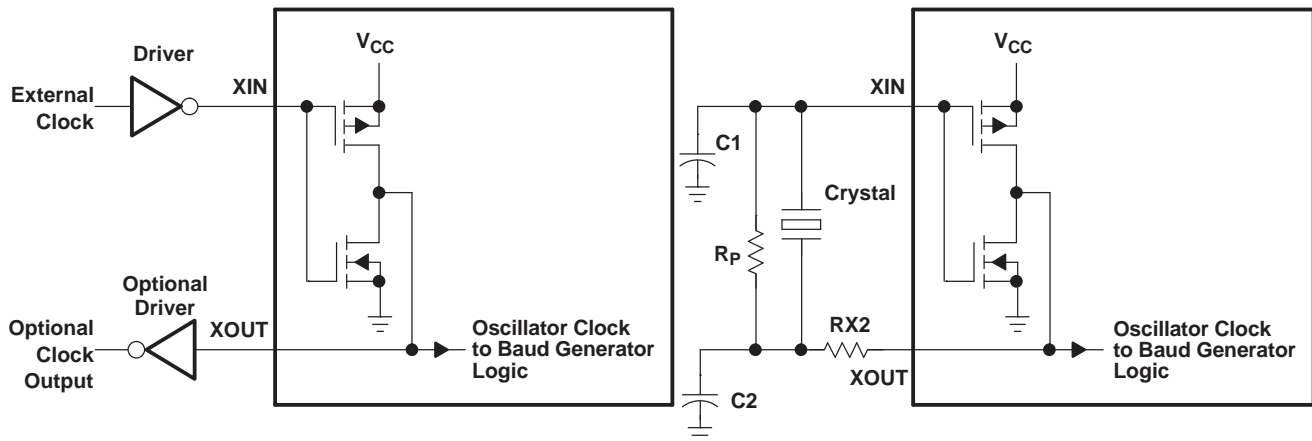 Driver
External
Clock
XIN
VCC
Optional
Driver
Optional
Clock
Output
XOUT
Oscillator Clock
to Baud Generator
Logic
C1
RP
Crystal
C2
RX2
XIN
XOUT
VCC
Oscillator Clock
to Baud Generator
Logic